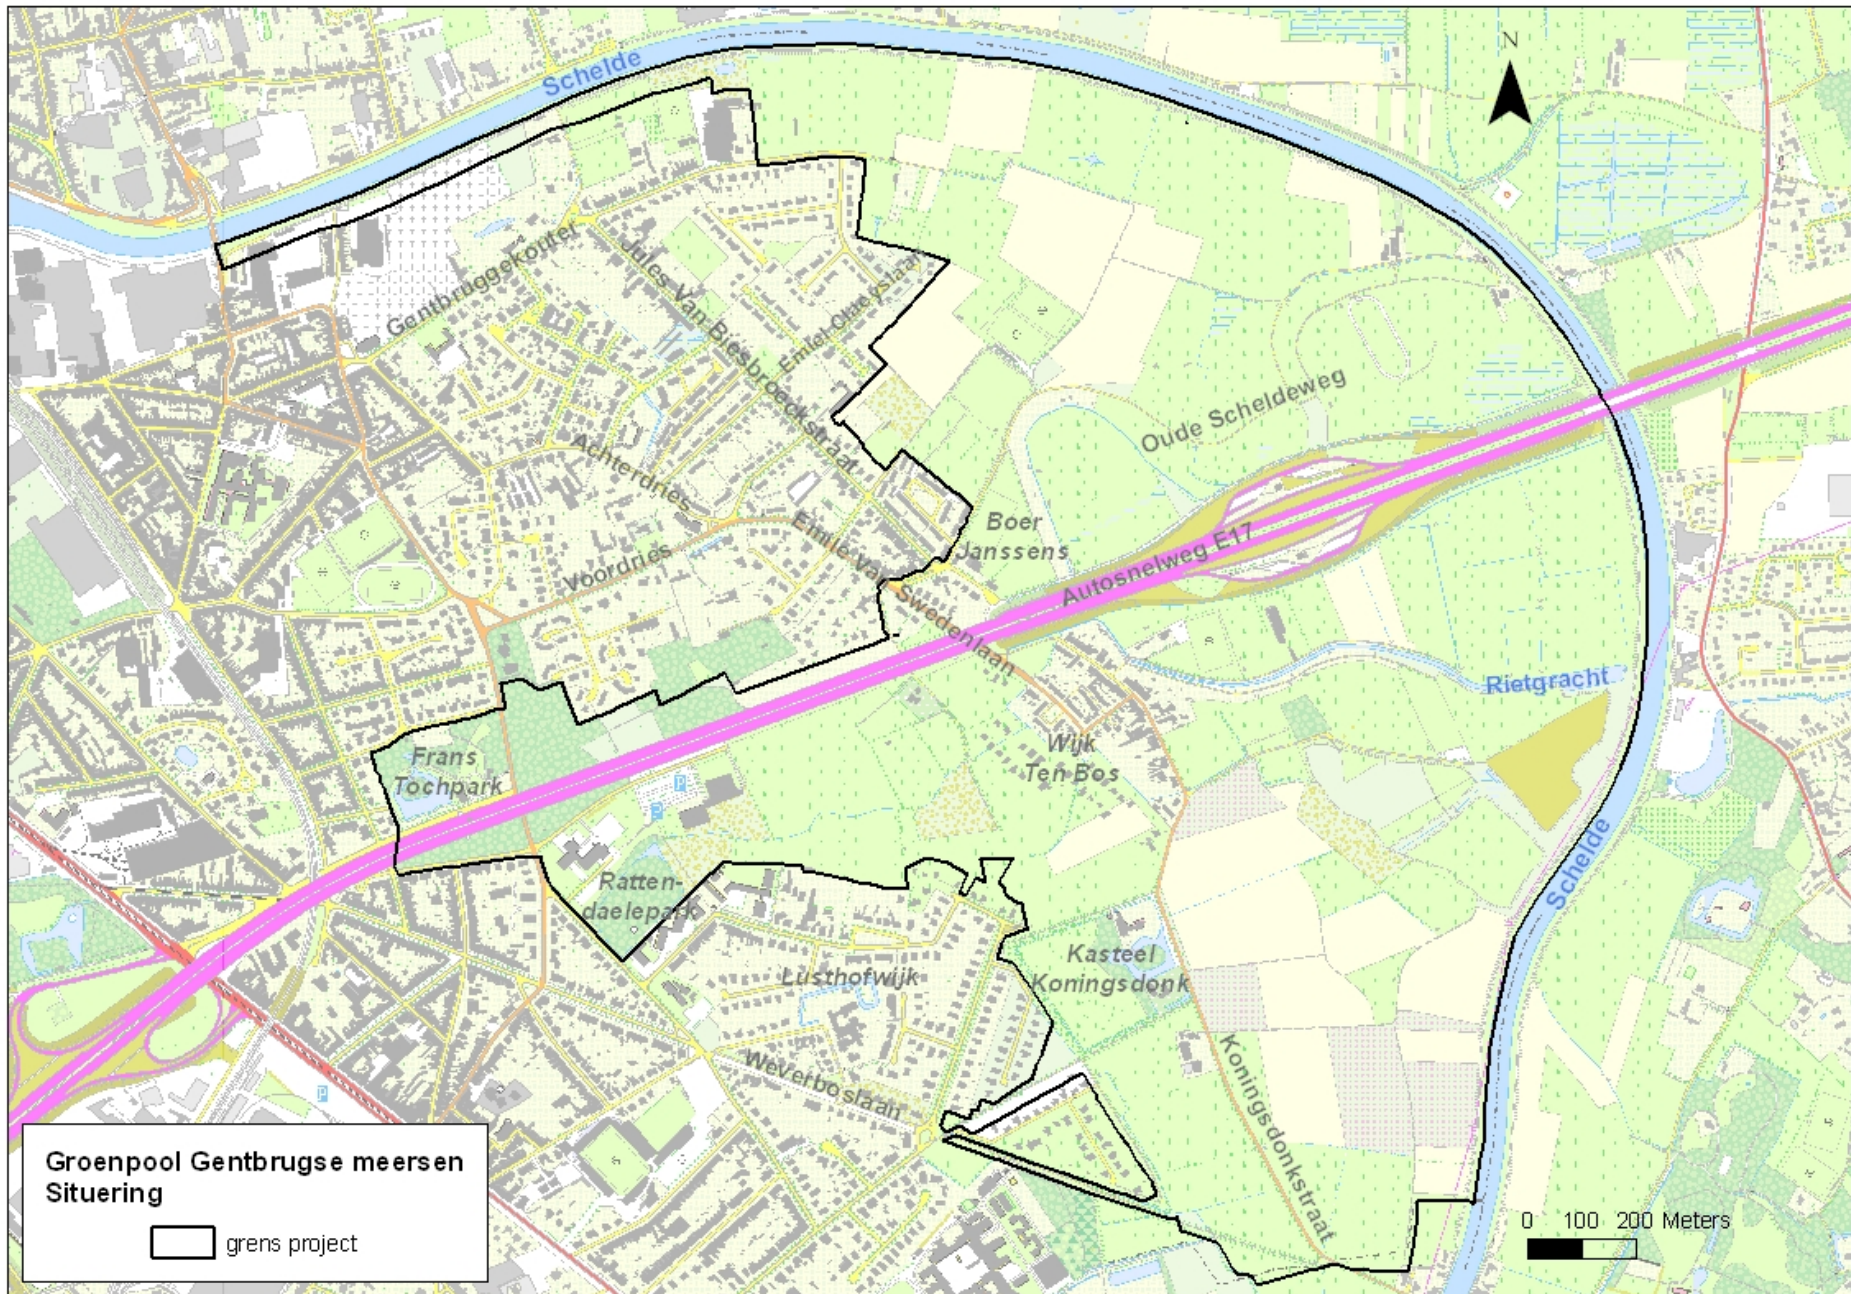 N
Schelde
Gentbruggekouter
Jules Van Biesbroeckstraat
Emiel Claeyslaan
Oude Scheldeweg
Achterdries
Voordries
Emile Van Swedenlaan
Boer
Janssens
Autosnelweg E17
Rietgracht
Wijk
Ten Bos
Frans
Tochpark
P
P
Ratten-
daelepark
Schelde
Kasteel
Koningsdonk
Lusthofwijk
Weverboslaan
Koningsdonkstraat
P
Groenpool Gentbrugse meersen
Situering
grens project
0 100 200 Meters